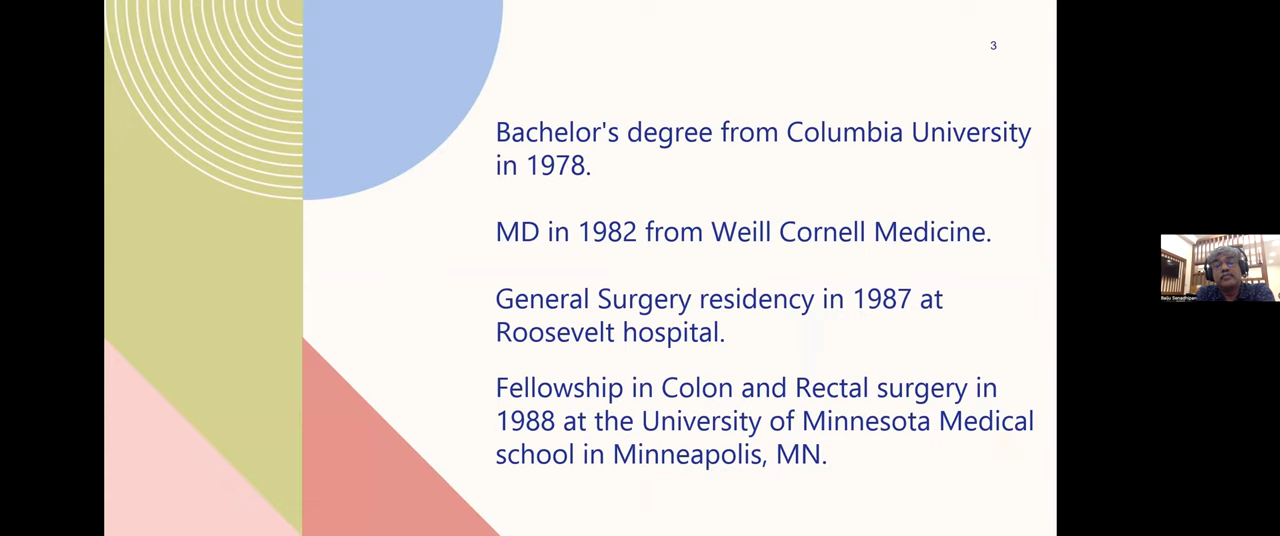 3
Bachelor's degree from Columbia University
in 1978.
MD in 1982 from Weill Cornell Medicine.
General Surgery residency in 1987 at
Roosevelt hospital.
Fellowship in Colon and Rectal surgery in
1988 at the University of Minnesota Medical
school in Minneapolis, MN.
Baiju Senadhipan